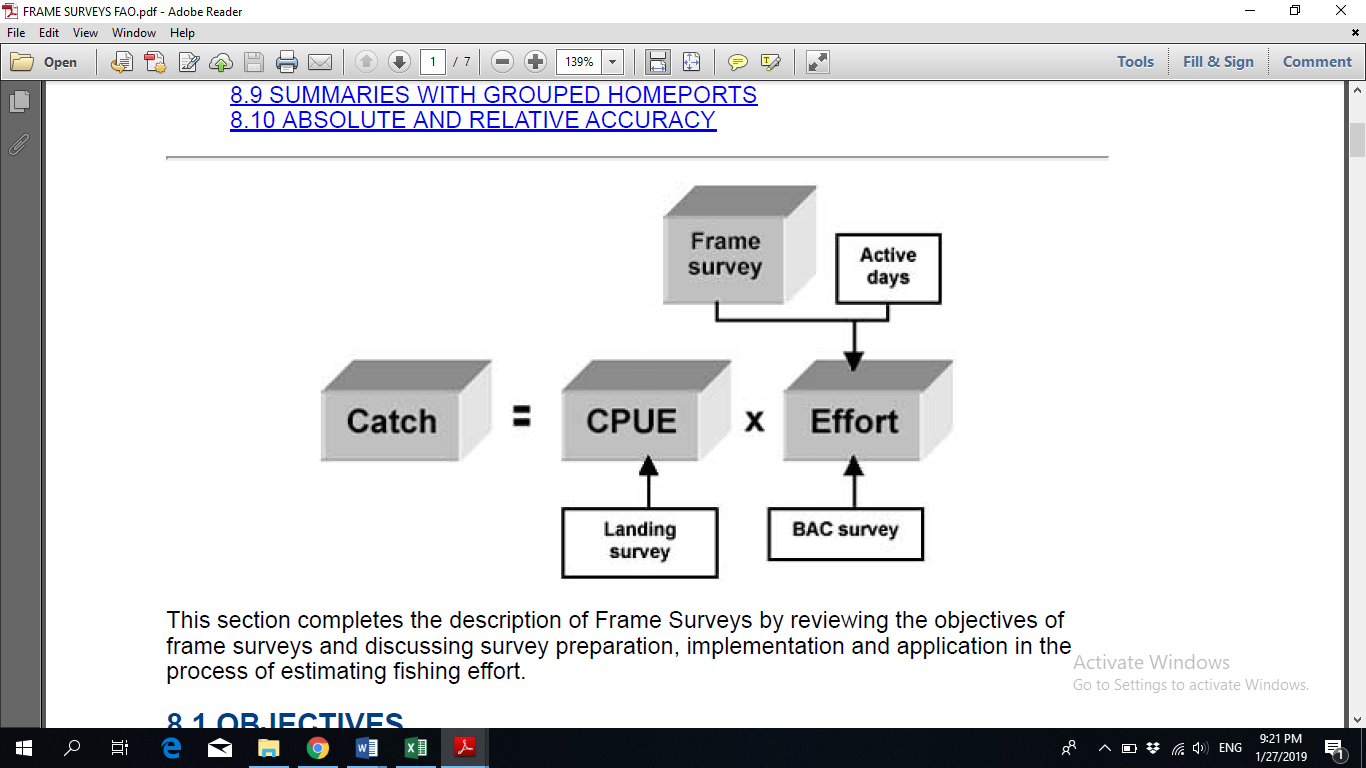 FRAME SURVEYS FAO.pdf - Adobe Reader
File Edit View Window Help
Open 1 / 7 139% Tools Fill & Sign Comment
8.9 SUMMARIES WITH GROUPED HOMEPORTS
8.10 ABSOLUTE AND RELATIVE ACCURACY
Frame
survey
Active
days
Catch = CPUE x Effort
Landing
survey
BAC survey
This section completes the description of Frame Surveys by reviewing the objectives of
frame surveys and discussing survey preparation, implementation and application in the
process of estimating fishing effort.
Activate Windows
Go to Settings to activate Windows.
8.1 OBJECTIVES
ENG
9:21 PM
1/27/2019
1